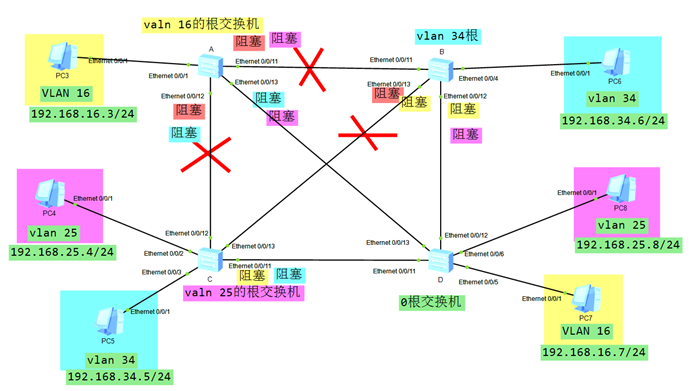 valn 16的根交换机
阻塞 阻塞
vlan 34根
A
B
Ethernet 0/0/1
Ethernet 0/0/1
Ethernet 0/0/11
Ethernet 0/0/11
Ethernet 0/0/4
Ethernet 0/0/1
PC3
VLAN 16
192.168.16.3/24
Ethernet 0/0/13
Ethernet 0/0/12
阻塞
阻塞
阻塞
阻塞
Ethernet 0/0/13
阻塞
阻塞
Ethernet 0/0/12
阻塞
阻塞
PC6
vlan 34
192.168.34.6/24
Ethernet 0/0/1
PC4
vlan 25
192.168.25.4/24
Ethernet 0/0/1
PC8
vlan 25
192.168.25.8/24
Ethernet 0/0/12
Ethernet 0/0/2
Ethernet 0/0/13
Ethernet 0/0/3
Ethernet 0/0/11
C
阻塞 阻塞
valn 25的根交换机
Ethernet 0/0/13
Ethernet 0/0/12
Ethernet 0/0/6
Ethernet 0/0/11
Ethernet 0/0/5
D
0根交换机
Ethernet 0/0/1
PC5
vlan 34
192.168.34.5/24
Ethernet 0/0/1
PC7
VLAN 16
192.168.16.7/24